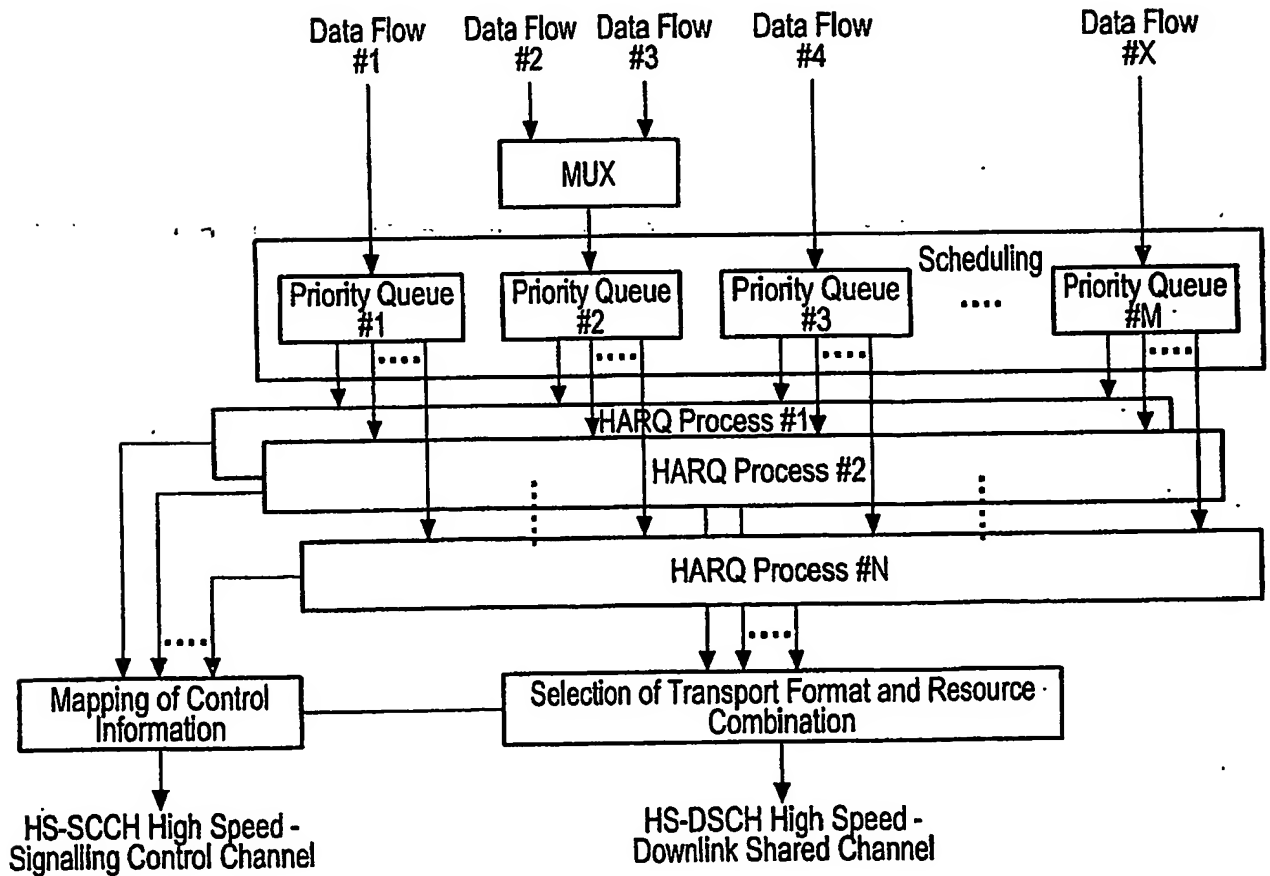 Data Flow
#1
Data Flow
#2
Data Flow
#3
Data Flow
#4
Data Flow
#X
MUX
Scheduling
Priority Queue
#1
Priority Queue
#2
Priority Queue
#3
Priority Queue
#M
HARQ Process #1
HARQ Process #2
HARQ Process #N
Mapping of Control
Information
Selection of Transport Format and Resource
Combination
HS-SCCH High Speed -
Signalling Control Channel
HS-DSCH High Speed -
Downlink Shared Channel